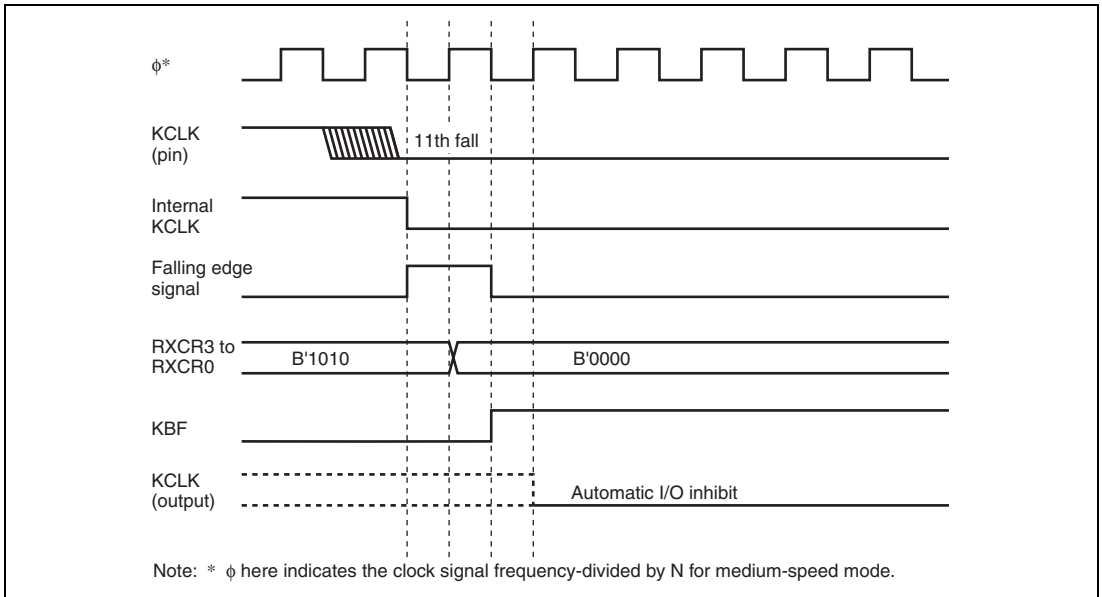 ϕ*
KCLK
(pin)
11th fall
Internal
KCLK
Falling edge
signal
RXCR3 to
RXCR0
B'1010
B'0000
KBF
KCLK
(output)
Automatic I/O inhibit
Note: * ϕ here indicates the clock signal frequency-divided by N for medium-speed mode.